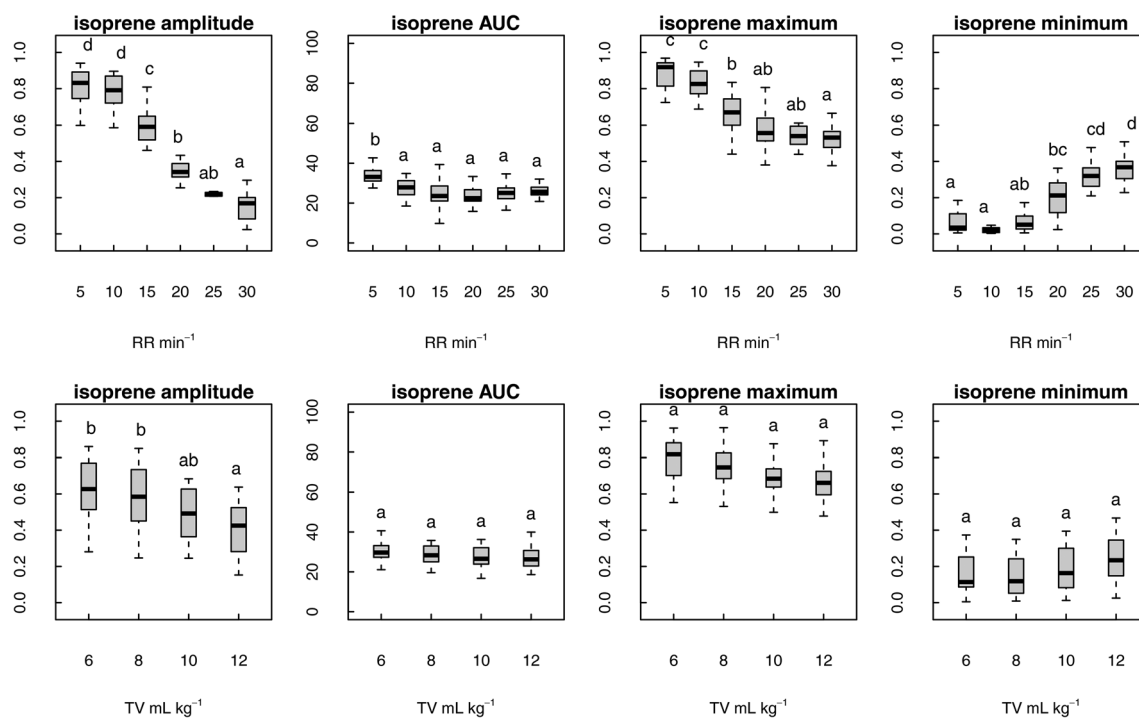 isoprene amplitude
1.0
0.8
0.6
0.4
0.2
0.0
d
d
c
b
ab
a
5 10 15 20 25 30
RR min⁻¹
isoprene AUC
100
80
60
40
20
0
b
a
a
a
a
a
5 10 15 20 25 30
RR min⁻¹
isoprene maximum
1.0
0.8
0.6
0.4
0.2
0.0
c
c
b
ab
ab
a
5 10 15 20 25 30
RR min⁻¹
isoprene minimum
1.0
0.8
0.6
0.4
0.2
0.0
a
a
ab
bc
cd
d
5 10 15 20 25 30
RR min⁻¹
isoprene amplitude
1.0
0.8
0.6
0.4
0.2
0.0
b
b
ab
a
6 8 10 12
TV mL kg⁻¹
isoprene AUC
100
80
60
40
20
0
a
a
a
a
6 8 10 12
TV mL kg⁻¹
isoprene maximum
1.0
0.8
0.6
0.4
0.2
0.0
a
a
a
a
6 8 10 12
TV mL kg⁻¹
isoprene minimum
1.0
0.8
0.6
0.4
0.2
0.0
a
a
a
a
6 8 10 12
TV mL kg⁻¹